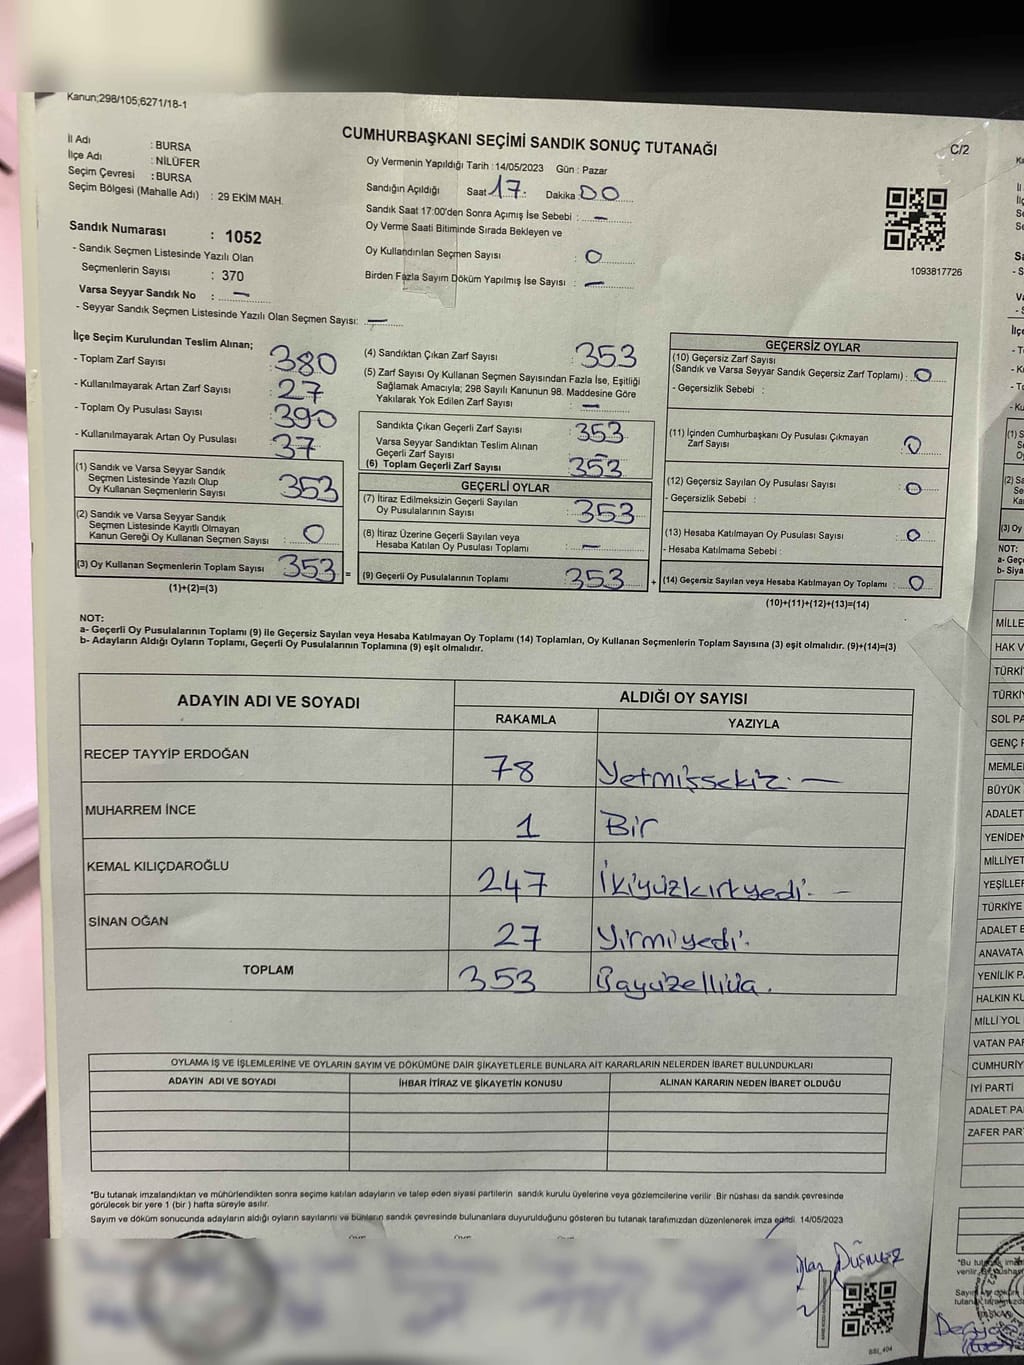 Kanun;298/105;6271/18-1
CUMHURBAŞKANI SEÇİMİ SANDIK SONUÇ TUTANAĞI
C/2
İl Adı : BURSA
İlçe Adı : NİLÜFER
Seçim Çevresi : BURSA
Seçim Bölgesi (Mahalle Adı) : 29 EKİM MAH.
Sandık Numarası : 1052
- Sandık Seçmen Listesinde Yazılı Olan
Seçmenlerin Sayısı : 370
Varsa Seyyar Sandık No : —
- Seyyar Sandık Seçmen Listesinde Yazılı Olan Seçmen Sayısı: —
Oy Vermenin Yapıldığı Tarih : 14/05/2023 Gün : Pazar
Sandığın Açıldığı Saat 17. Dakika 00
Sandık Saat 17:00'den Sonra Açımış İse Sebebi : —
Oy Verme Saati Bitiminde Sırada Bekleyen ve
Oy Kullandırılan Seçmen Sayısı : 0
Birden Fazla Sayım Döküm Yapılmış İse Sayısı : —
1093817726
İlçe Seçim Kurulundan Teslim Alınan;
- Toplam Zarf Sayısı : 380
- Kullanılmayarak Artan Zarf Sayısı : 27
- Toplam Oy Pusulası Sayısı : 390
- Kullanılmayarak Artan Oy Pusulası : 37
(1) Sandık ve Varsa Seyyar Sandık
Seçmen Listesinde Yazılı Olup
Oy Kullanan Seçmenlerin Sayısı : 353
(2) Sandık ve Varsa Seyyar Sandık
Seçmen Listesinde Kayıtlı Olmayan
Kanun Gereği Oy Kullanan Seçmen Sayısı : 0
(3) Oy Kullanan Seçmenlerin Toplam Sayısı : 353 =
(1)+(2)=(3)
(4) Sandıktan Çıkan Zarf Sayısı : 353
(5) Zarf Sayısı Oy Kullanan Seçmen Sayısından Fazla İse, Eşitliği
Sağlamak Amacıyla; 298 Sayılı Kanunun 98. Maddesine Göre
Yakılarak Yok Edilen Zarf Sayısı : —
Sandıkta Çıkan Geçerli Zarf Sayısı : 353
Varsa Seyyar Sandıktan Teslim Alınan
Geçerli Zarf Sayısı : —
(6) Toplam Geçerli Zarf Sayısı : 353
GEÇERLİ OYLAR
(7) İtiraz Edilmeksizin Geçerli Sayılan
Oy Pusulalarının Sayısı : 353
(8) İtiraz Üzerine Geçerli Sayılan veya
Hesaba Katılan Oy Pusulası Toplamı : —
(9) Geçerli Oy Pusulalarının Toplamı : 353 +
GEÇERSİZ OYLAR
(10) Geçersiz Zarf Sayısı
(Sandık ve Varsa Seyyar Sandık Geçersiz Zarf Toplamı) : 0
- Geçersizlik Sebebi :
(11) İçinden Cumhurbaşkanı Oy Pusulası Çıkmayan
Zarf Sayısı : 0
(12) Geçersiz Sayılan Oy Pusulası Sayısı : 0
- Geçersizlik Sebebi :
(13) Hesaba Katılmayan Oy Pusulası Sayısı : 0
- Hesaba Katılmama Sebebi :
(14) Geçersiz Sayılan veya Hesaba Katılmayan Oy Toplamı : 0
(10)+(11)+(12)+(13)=(14)
NOT:
a- Geçerli Oy Pusulalarının Toplamı (9) ile Geçersiz Sayılan veya Hesaba Katılmayan Oy Toplamı (14) Toplamları, Oy Kullanan Seçmenlerin Toplam Sayısına (3) eşit olmalıdır. (9)+(14)=(3)
b- Adayların Aldığı Oyların Toplamı, Geçerli Oy Pusulalarının Toplamına (9) eşit olmalıdır.
ADAYIN ADI VE SOYADI
ALDIĞI OY SAYISI
RAKAMLA YAZIYLA
RECEP TAYYİP ERDOĞAN 78 Yetmişsekiz. —
MUHARREM İNCE 1 Bir
KEMAL KILIÇDAROĞLU 247 İkiyüzkırkyedi. —
SİNAN OĞAN 27 Yirmiyedi.
TOPLAM 353
OYLAMA İŞ VE İŞLEMLERİNE VE OYLARIN SAYIM VE DÖKÜMÜNE DAİR ŞİKAYETLERLE BUNLARA AİT KARARLARIN NELERDEN İBARET BULUNDUKLARI
ADAYIN ADI VE SOYADI İHBAR İTİRAZ VE ŞİKAYETİN KONUSU ALINAN KARARIN NEDEN İBARET OLDUĞU
*Bu tutanak imzalandıktan ve mühürlendikten sonra seçime katılan adayların ve talep eden siyasi partilerin sandık kurulu üyelerine veya gözlemcilerine verilir. Bir nüshası da sandık çevresinde
görülecek bir yere 1 (bir) hafta süreyle asılır.
Sayım ve döküm sonucunda adayların aldığı oyların sayılarını ve bunların sandık çevresinde bulunanlara duyurulduğunu gösteren bu tutanak tarafımızdan düzenlenerek imza edildi. 14/05/2023
MİLLE
HAK V
TÜRKİ
TÜRKİY
SOL PA
GENÇ P
MEMLE
BÜYÜK
ADALET
YENİDEN
MİLLİYET
YEŞİLLER
TÜRKİYE
ADALET B
ANAVATA
YENİLİK P
HALKIN KU
MİLLİ YOL
VATAN PAR
CUMHURİY
İYİ PARTİ
ADALET PA
ZAFER PAR